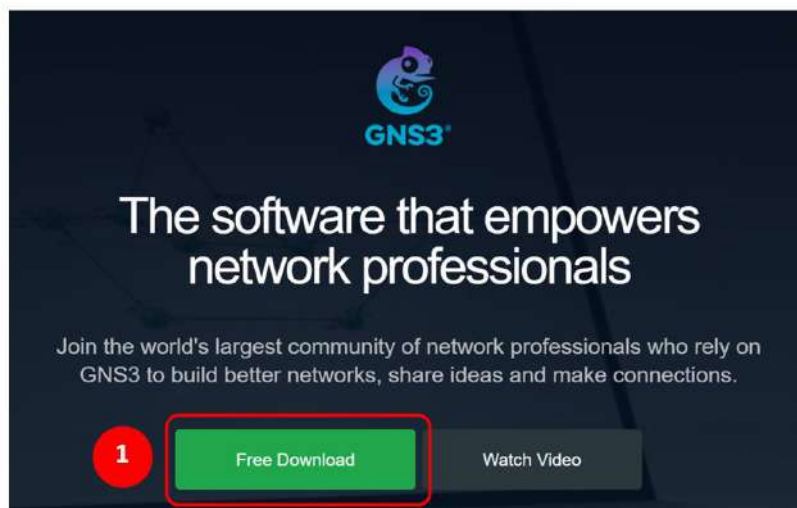 GNS3®
The software that empowers
network professionals
Join the world's largest community of network professionals who rely on
GNS3 to build better networks, share ideas and make connections.
1
Free Download
Watch Video